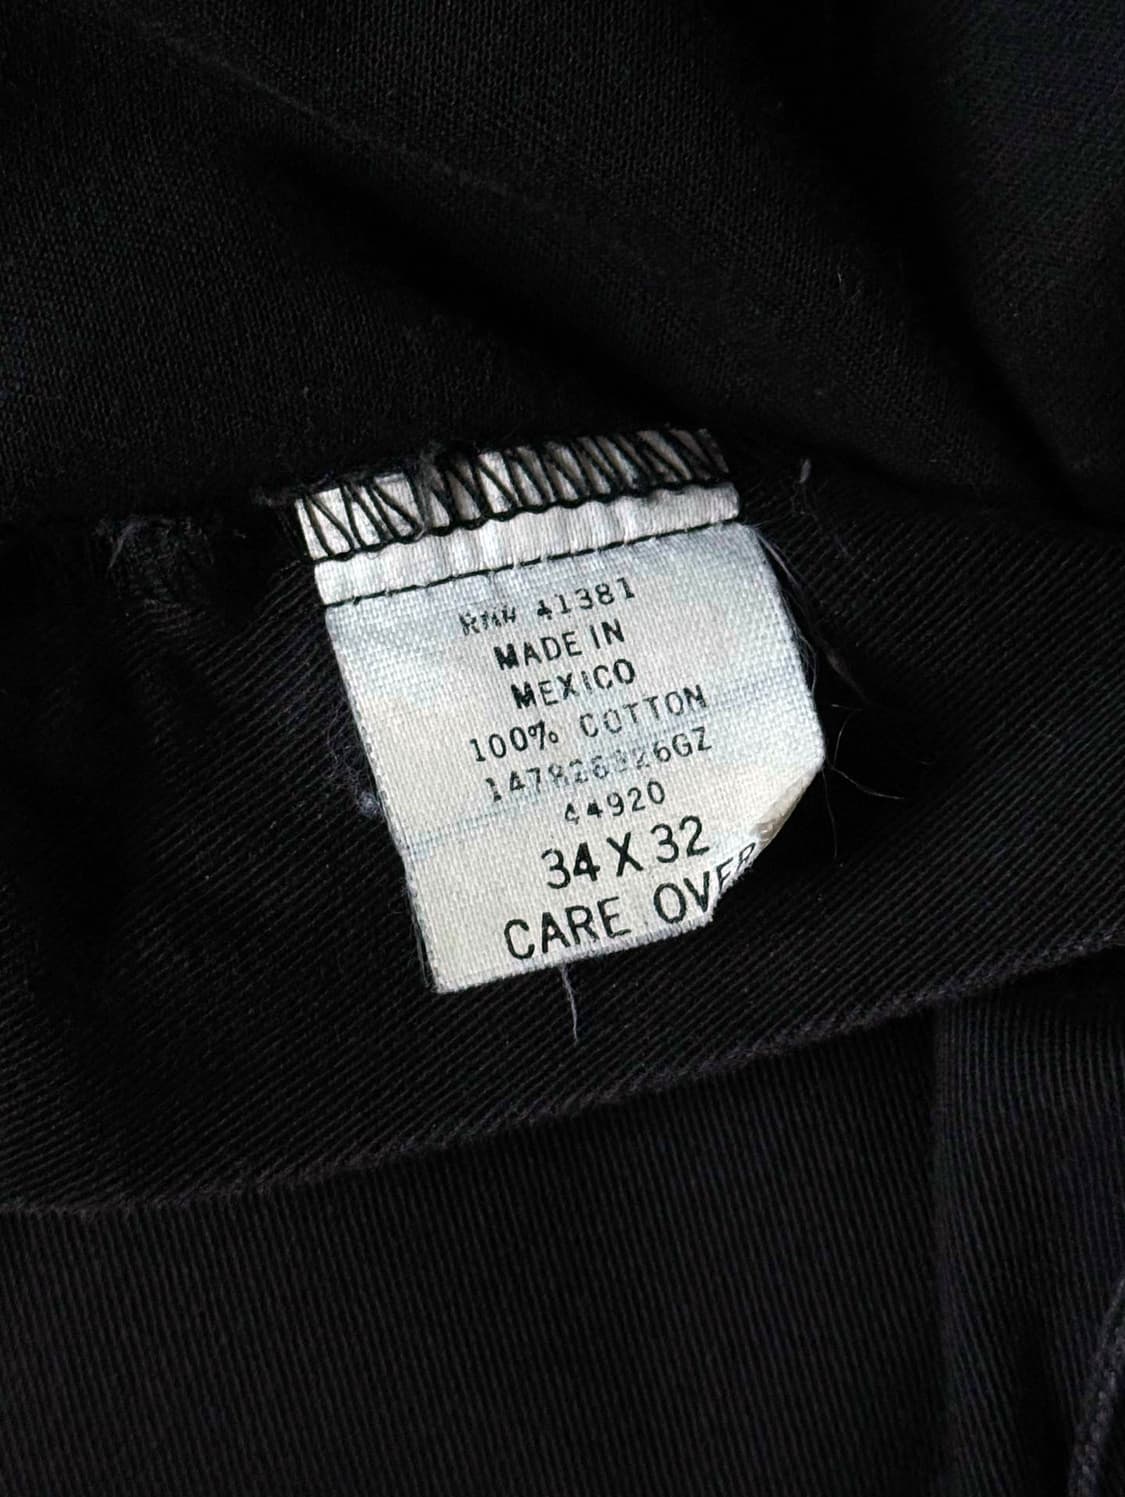 RN# 41381
MADE IN
MEXICO
100% COTTON
44920
34 X 32
CARE OVER